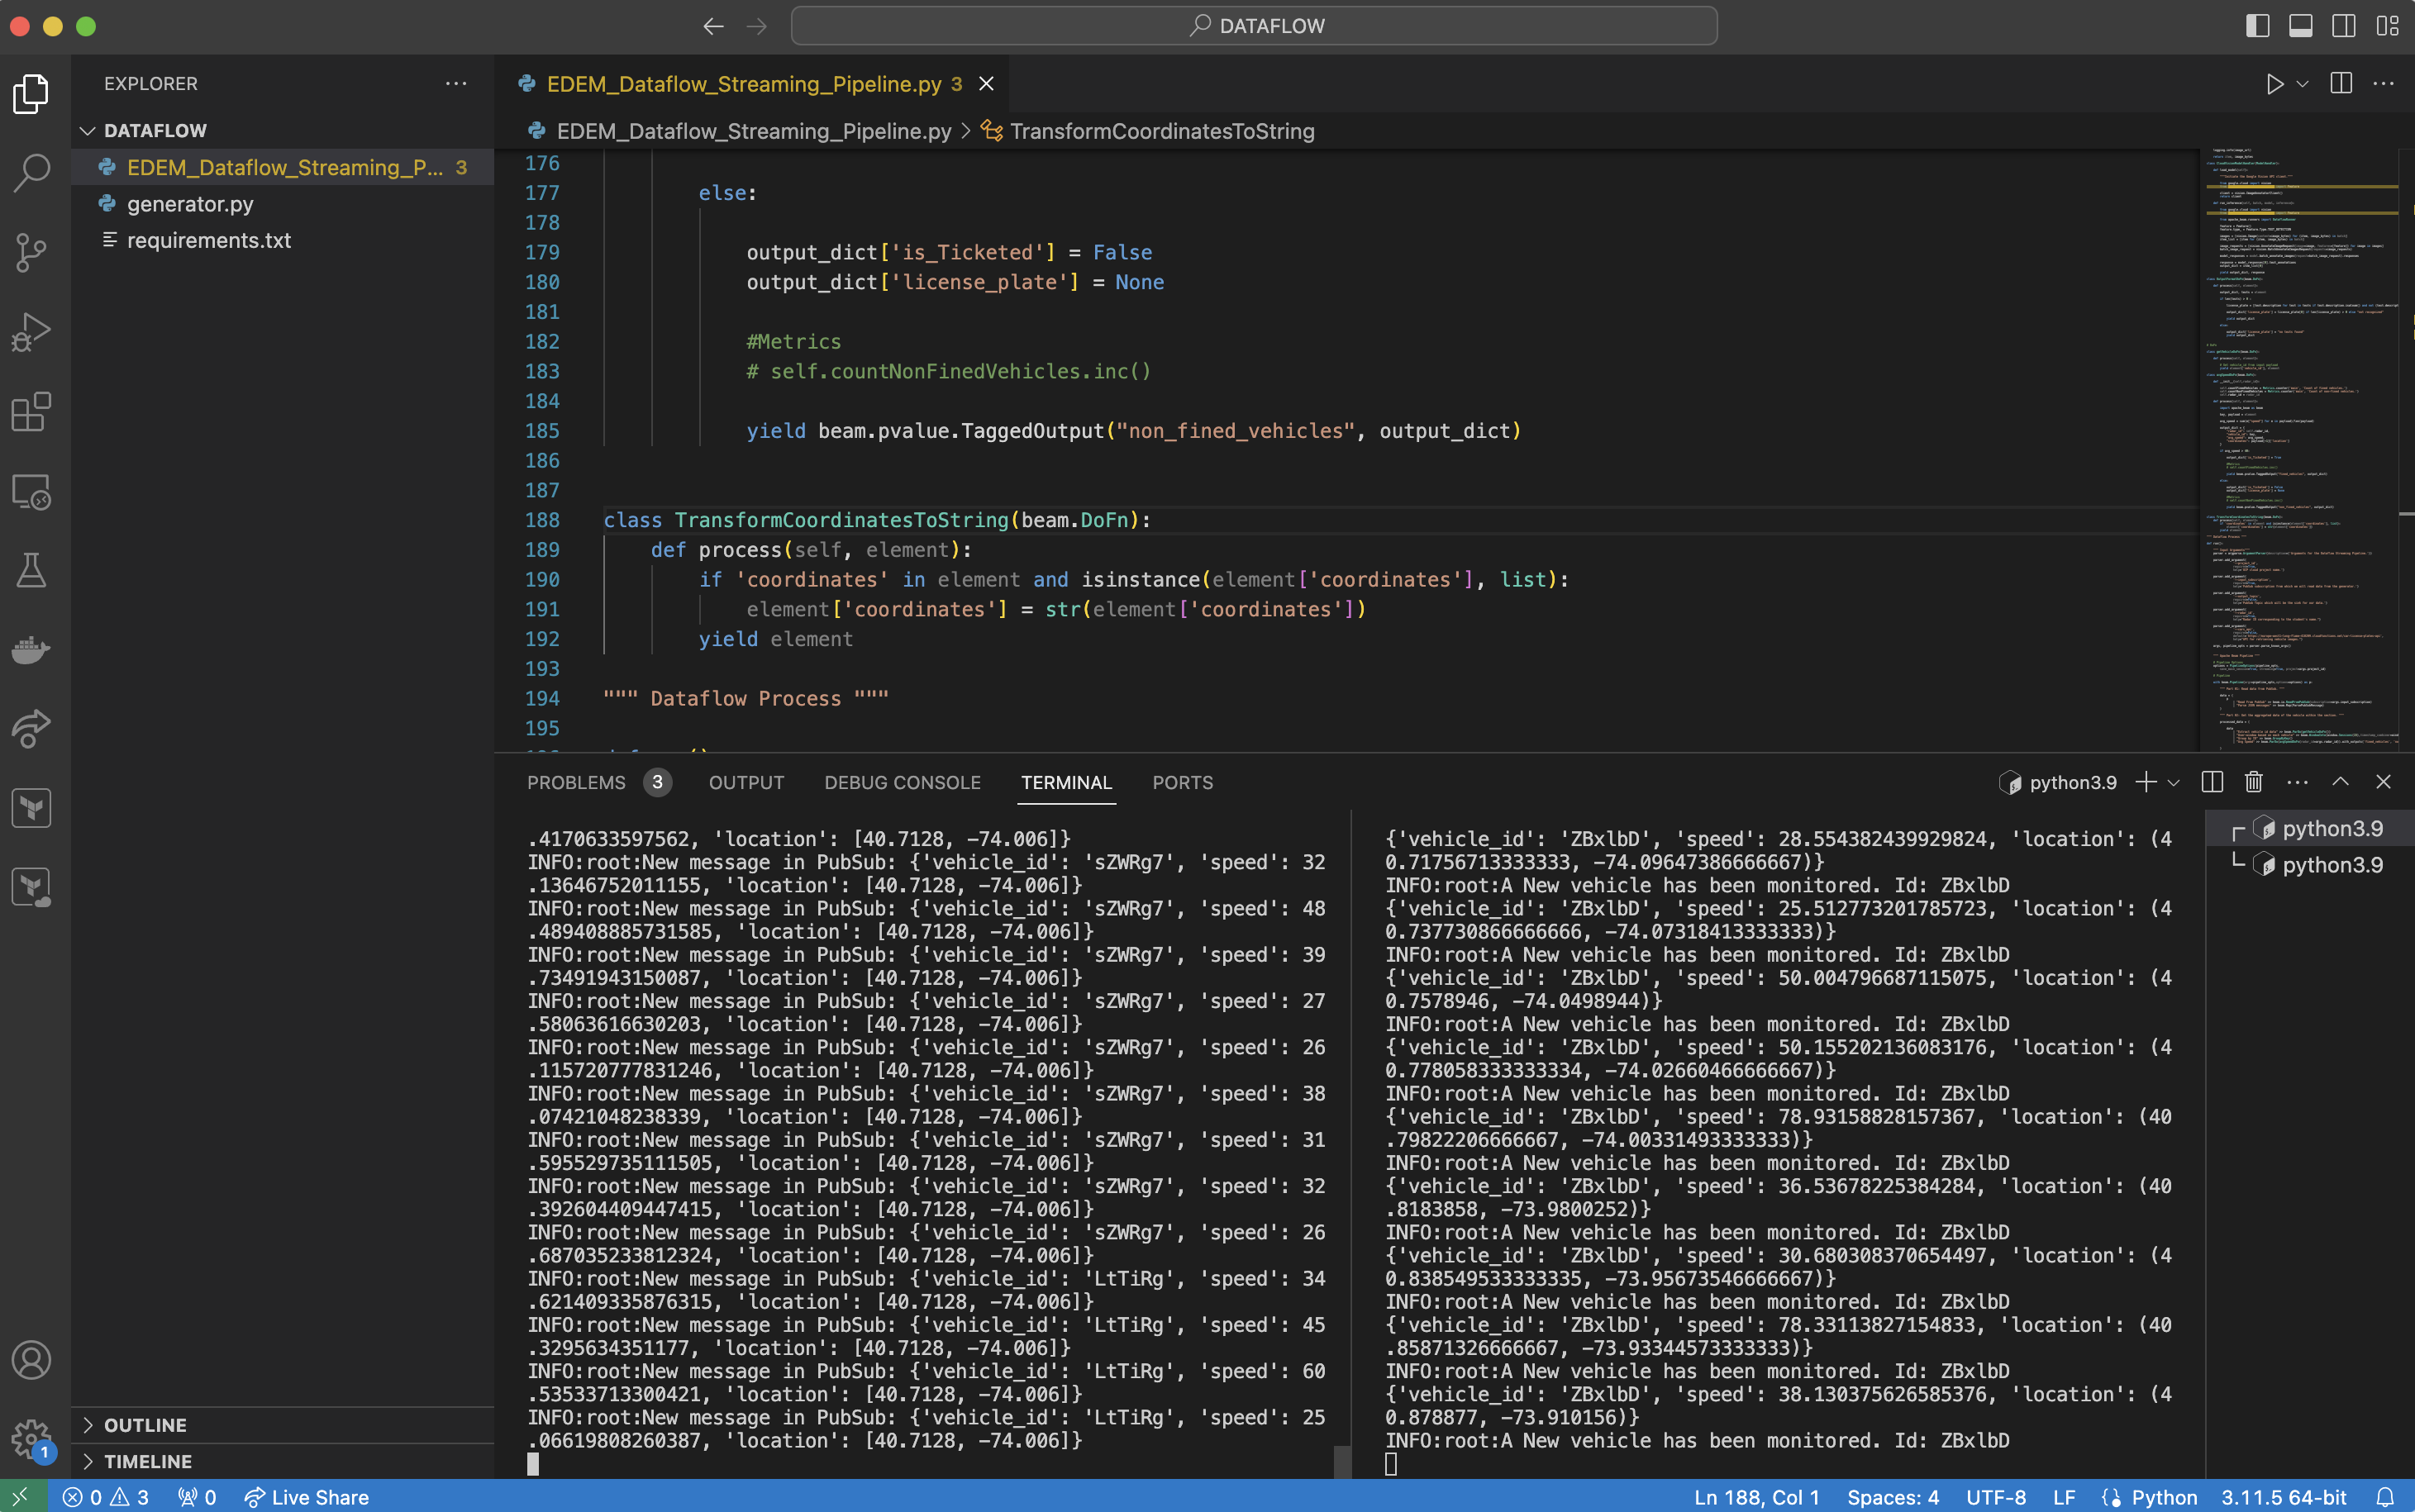 DATAFLOW
EXPLORER
DATAFLOW
EDEM_Dataflow_Streaming_P... 3
generator.py
requirements.txt
OUTLINE
TIMELINE
EDEM_Dataflow_Streaming_Pipeline.py 3
EDEM_Dataflow_Streaming_Pipeline.py > TransformCoordinatesToString
176
177 else:
178
179 output_dict['is_Ticketed'] = False
180 output_dict['license_plate'] = None
181
182 #Metrics
183 # self.countNonFinedVehicles.inc()
184
185 yield beam.pvalue.TaggedOutput("non_fined_vehicles", output_dict)
186
187
188 class TransformCoordinatesToString(beam.DoFn):
189 def process(self, element):
190 if 'coordinates' in element and isinstance(element['coordinates'], list):
191 element['coordinates'] = str(element['coordinates'])
192 yield element
193
194 """ Dataflow Process """
195
PROBLEMS 3 OUTPUT DEBUG CONSOLE TERMINAL PORTS
python3.9
.4170633597562, 'location': [40.7128, -74.006]}
INFO:root:New message in PubSub: {'vehicle_id': 'sZWRg7', 'speed': 32
.13646752011155, 'location': [40.7128, -74.006]}
INFO:root:New message in PubSub: {'vehicle_id': 'sZWRg7', 'speed': 48
.489408885731585, 'location': [40.7128, -74.006]}
INFO:root:New message in PubSub: {'vehicle_id': 'sZWRg7', 'speed': 39
.73491943150087, 'location': [40.7128, -74.006]}
INFO:root:New message in PubSub: {'vehicle_id': 'sZWRg7', 'speed': 27
.58063616630203, 'location': [40.7128, -74.006]}
INFO:root:New message in PubSub: {'vehicle_id': 'sZWRg7', 'speed': 26
.115720777831246, 'location': [40.7128, -74.006]}
INFO:root:New message in PubSub: {'vehicle_id': 'sZWRg7', 'speed': 38
.07421048238339, 'location': [40.7128, -74.006]}
INFO:root:New message in PubSub: {'vehicle_id': 'sZWRg7', 'speed': 31
.595529735111505, 'location': [40.7128, -74.006]}
INFO:root:New message in PubSub: {'vehicle_id': 'sZWRg7', 'speed': 32
.392604409447415, 'location': [40.7128, -74.006]}
INFO:root:New message in PubSub: {'vehicle_id': 'sZWRg7', 'speed': 26
.687035233812324, 'location': [40.7128, -74.006]}
INFO:root:New message in PubSub: {'vehicle_id': 'LtTiRg', 'speed': 34
.621409335876315, 'location': [40.7128, -74.006]}
INFO:root:New message in PubSub: {'vehicle_id': 'LtTiRg', 'speed': 45
.3295634351177, 'location': [40.7128, -74.006]}
INFO:root:New message in PubSub: {'vehicle_id': 'LtTiRg', 'speed': 60
.53533713300421, 'location': [40.7128, -74.006]}
INFO:root:New message in PubSub: {'vehicle_id': 'LtTiRg', 'speed': 25
.06619808260387, 'location': [40.7128, -74.006]}
{'vehicle_id': 'ZBxlbD', 'speed': 28.554382439929824, 'location': (4
0.71756713333333, -74.09647386666667)}
INFO:root:A New vehicle has been monitored. Id: ZBxlbD
{'vehicle_id': 'ZBxlbD', 'speed': 25.512773201785723, 'location': (4
0.737730866666666, -74.07318413333333)}
INFO:root:A New vehicle has been monitored. Id: ZBxlbD
{'vehicle_id': 'ZBxlbD', 'speed': 50.004796687115075, 'location': (4
0.7578946, -74.0498944)}
INFO:root:A New vehicle has been monitored. Id: ZBxlbD
{'vehicle_id': 'ZBxlbD', 'speed': 50.155202136083176, 'location': (4
0.778058333333334, -74.02660466666667)}
INFO:root:A New vehicle has been monitored. Id: ZBxlbD
{'vehicle_id': 'ZBxlbD', 'speed': 78.93158828157367, 'location': (40
.79822206666667, -74.00331493333333)}
INFO:root:A New vehicle has been monitored. Id: ZBxlbD
{'vehicle_id': 'ZBxlbD', 'speed': 36.53678225384284, 'location': (40
.8183858, -73.9800252)}
INFO:root:A New vehicle has been monitored. Id: ZBxlbD
{'vehicle_id': 'ZBxlbD', 'speed': 30.680308370654497, 'location': (4
0.838549533333335, -73.95673546666667)}
INFO:root:A New vehicle has been monitored. Id: ZBxlbD
{'vehicle_id': 'ZBxlbD', 'speed': 78.33113827154833, 'location': (40
.85871326666667, -73.93344573333333)}
INFO:root:A New vehicle has been monitored. Id: ZBxlbD
{'vehicle_id': 'ZBxlbD', 'speed': 38.130375626585376, 'location': (4
0.878877, -73.910156)}
INFO:root:A New vehicle has been monitored. Id: ZBxlbD
python3.9
python3.9
1
0 3 0 Live Share Ln 188, Col 1 Spaces: 4 UTF-8 LF Python 3.11.5 64-bit